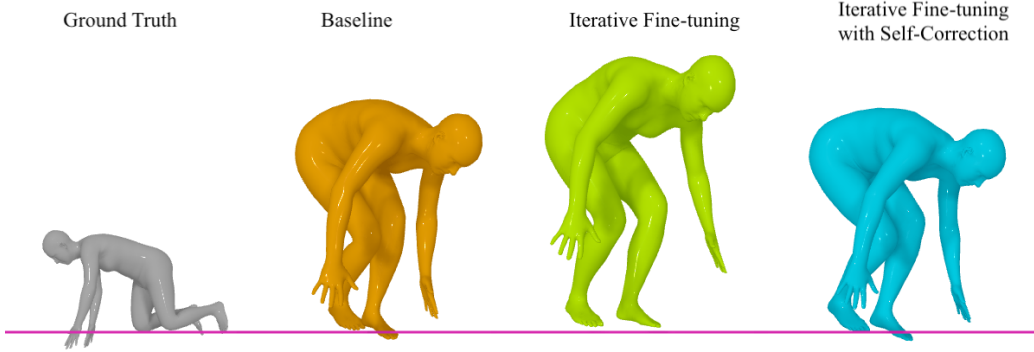 Ground Truth
Baseline
Iterative Fine-tuning
Iterative Fine-tuning
with Self-Correction